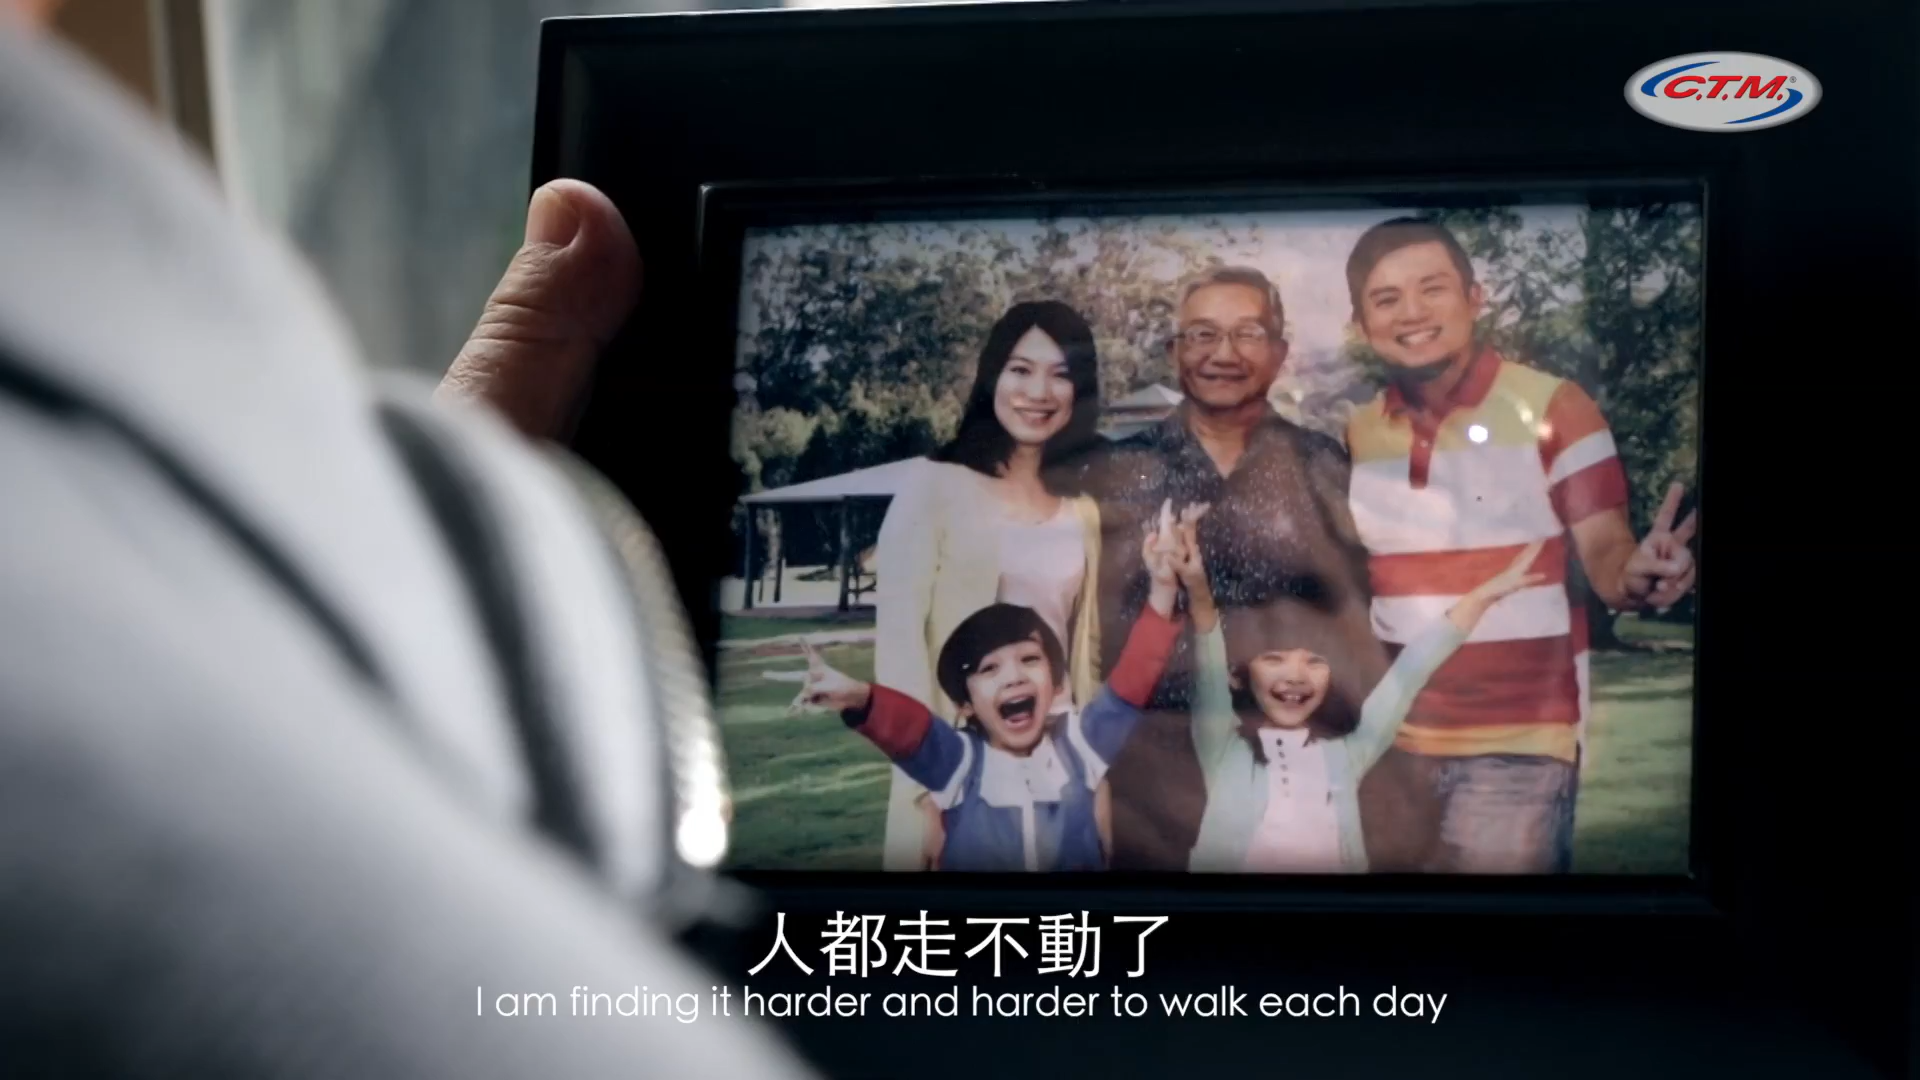 C.T.M.®
人都走不動了
I am finding it harder and harder to walk each day